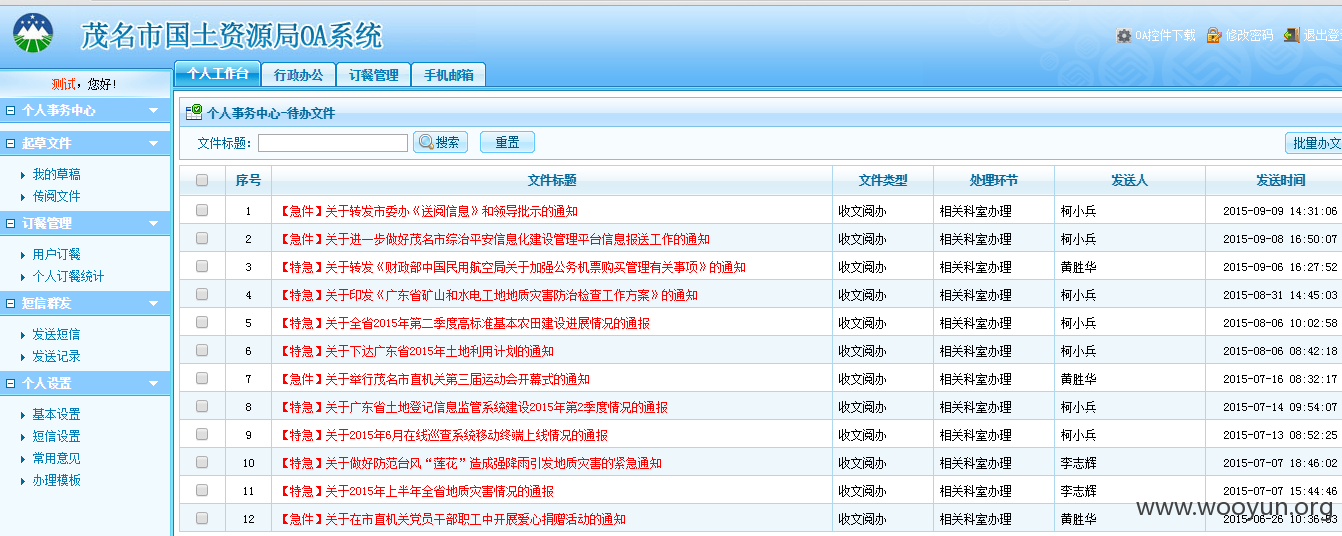 茂名市国土资源局OA系统
OA控件下载 修改密码 退出登
测试，您好！
个人工作台 行政办公 订餐管理 手机邮箱
个人事务中心
起草文件
我的草稿
传阅文件
订餐管理
用户订餐
个人订餐统计
短信群发
发送短信
发送记录
个人设置
基本设置
短信设置
常用意见
办理模板
个人事务中心-待办文件
文件标题： 搜索 重置 批量办文
序号 文件标题 文件类型 处理环节 发送人 发送时间
1 【急件】关于转发市委办《送阅信息》和领导批示的通知 收文阅办 相关科室办理 柯小兵 2015-09-09 14:31:06
2 【急件】关于进一步做好茂名市综治平安信息化建设管理平台信息报送工作的通知 收文阅办 相关科室办理 柯小兵 2015-09-08 16:50:07
3 【特急】关于转发《财政部中国民用航空局关于加强公务机票购买管理有关事项》的通知 收文阅办 相关科室办理 黄胜华 2015-09-06 16:27:52
4 【特急】关于印发《广东省矿山和水电工地地质灾害防治检查工作方案》的通知 收文阅办 相关科室办理 柯小兵 2015-08-31 14:45:03
5 【特急】关于全省2015年第二季度高标准基本农田建设进展情况的通报 收文阅办 相关科室办理 柯小兵 2015-08-06 10:02:58
6 【特急】关于下达广东省2015年土地利用计划的通知 收文阅办 相关科室办理 柯小兵 2015-08-06 08:42:18
7 【急件】关于举行茂名市直机关第三届运动会开幕式的通知 收文阅办 相关科室办理 黄胜华 2015-07-16 08:32:17
8 【特急】关于广东省土地登记信息监管系统建设2015年第2季度情况的通报 收文阅办 相关科室办理 柯小兵 2015-07-14 09:54:07
9 【特急】关于2015年6月在线巡查系统移动终端上线情况的通报 收文阅办 相关科室办理 柯小兵 2015-07-13 08:52:25
10 【特急】关于做好防范台风“莲花”造成强降雨引发地质灾害的紧急通知 收文阅办 相关科室办理 李志辉 2015-07-07 18:46:02
11 【特急】关于2015年上半年全省地质灾害情况的通报 收文阅办 相关科室办理 李志辉 2015-07-07 15:44:46
12 【急件】关于在市直机关党员干部职工中开展爱心捐赠活动的通知 收文阅办 相关科室办理 黄胜华 2015-06-26 10:36:53
www.wooyun.org